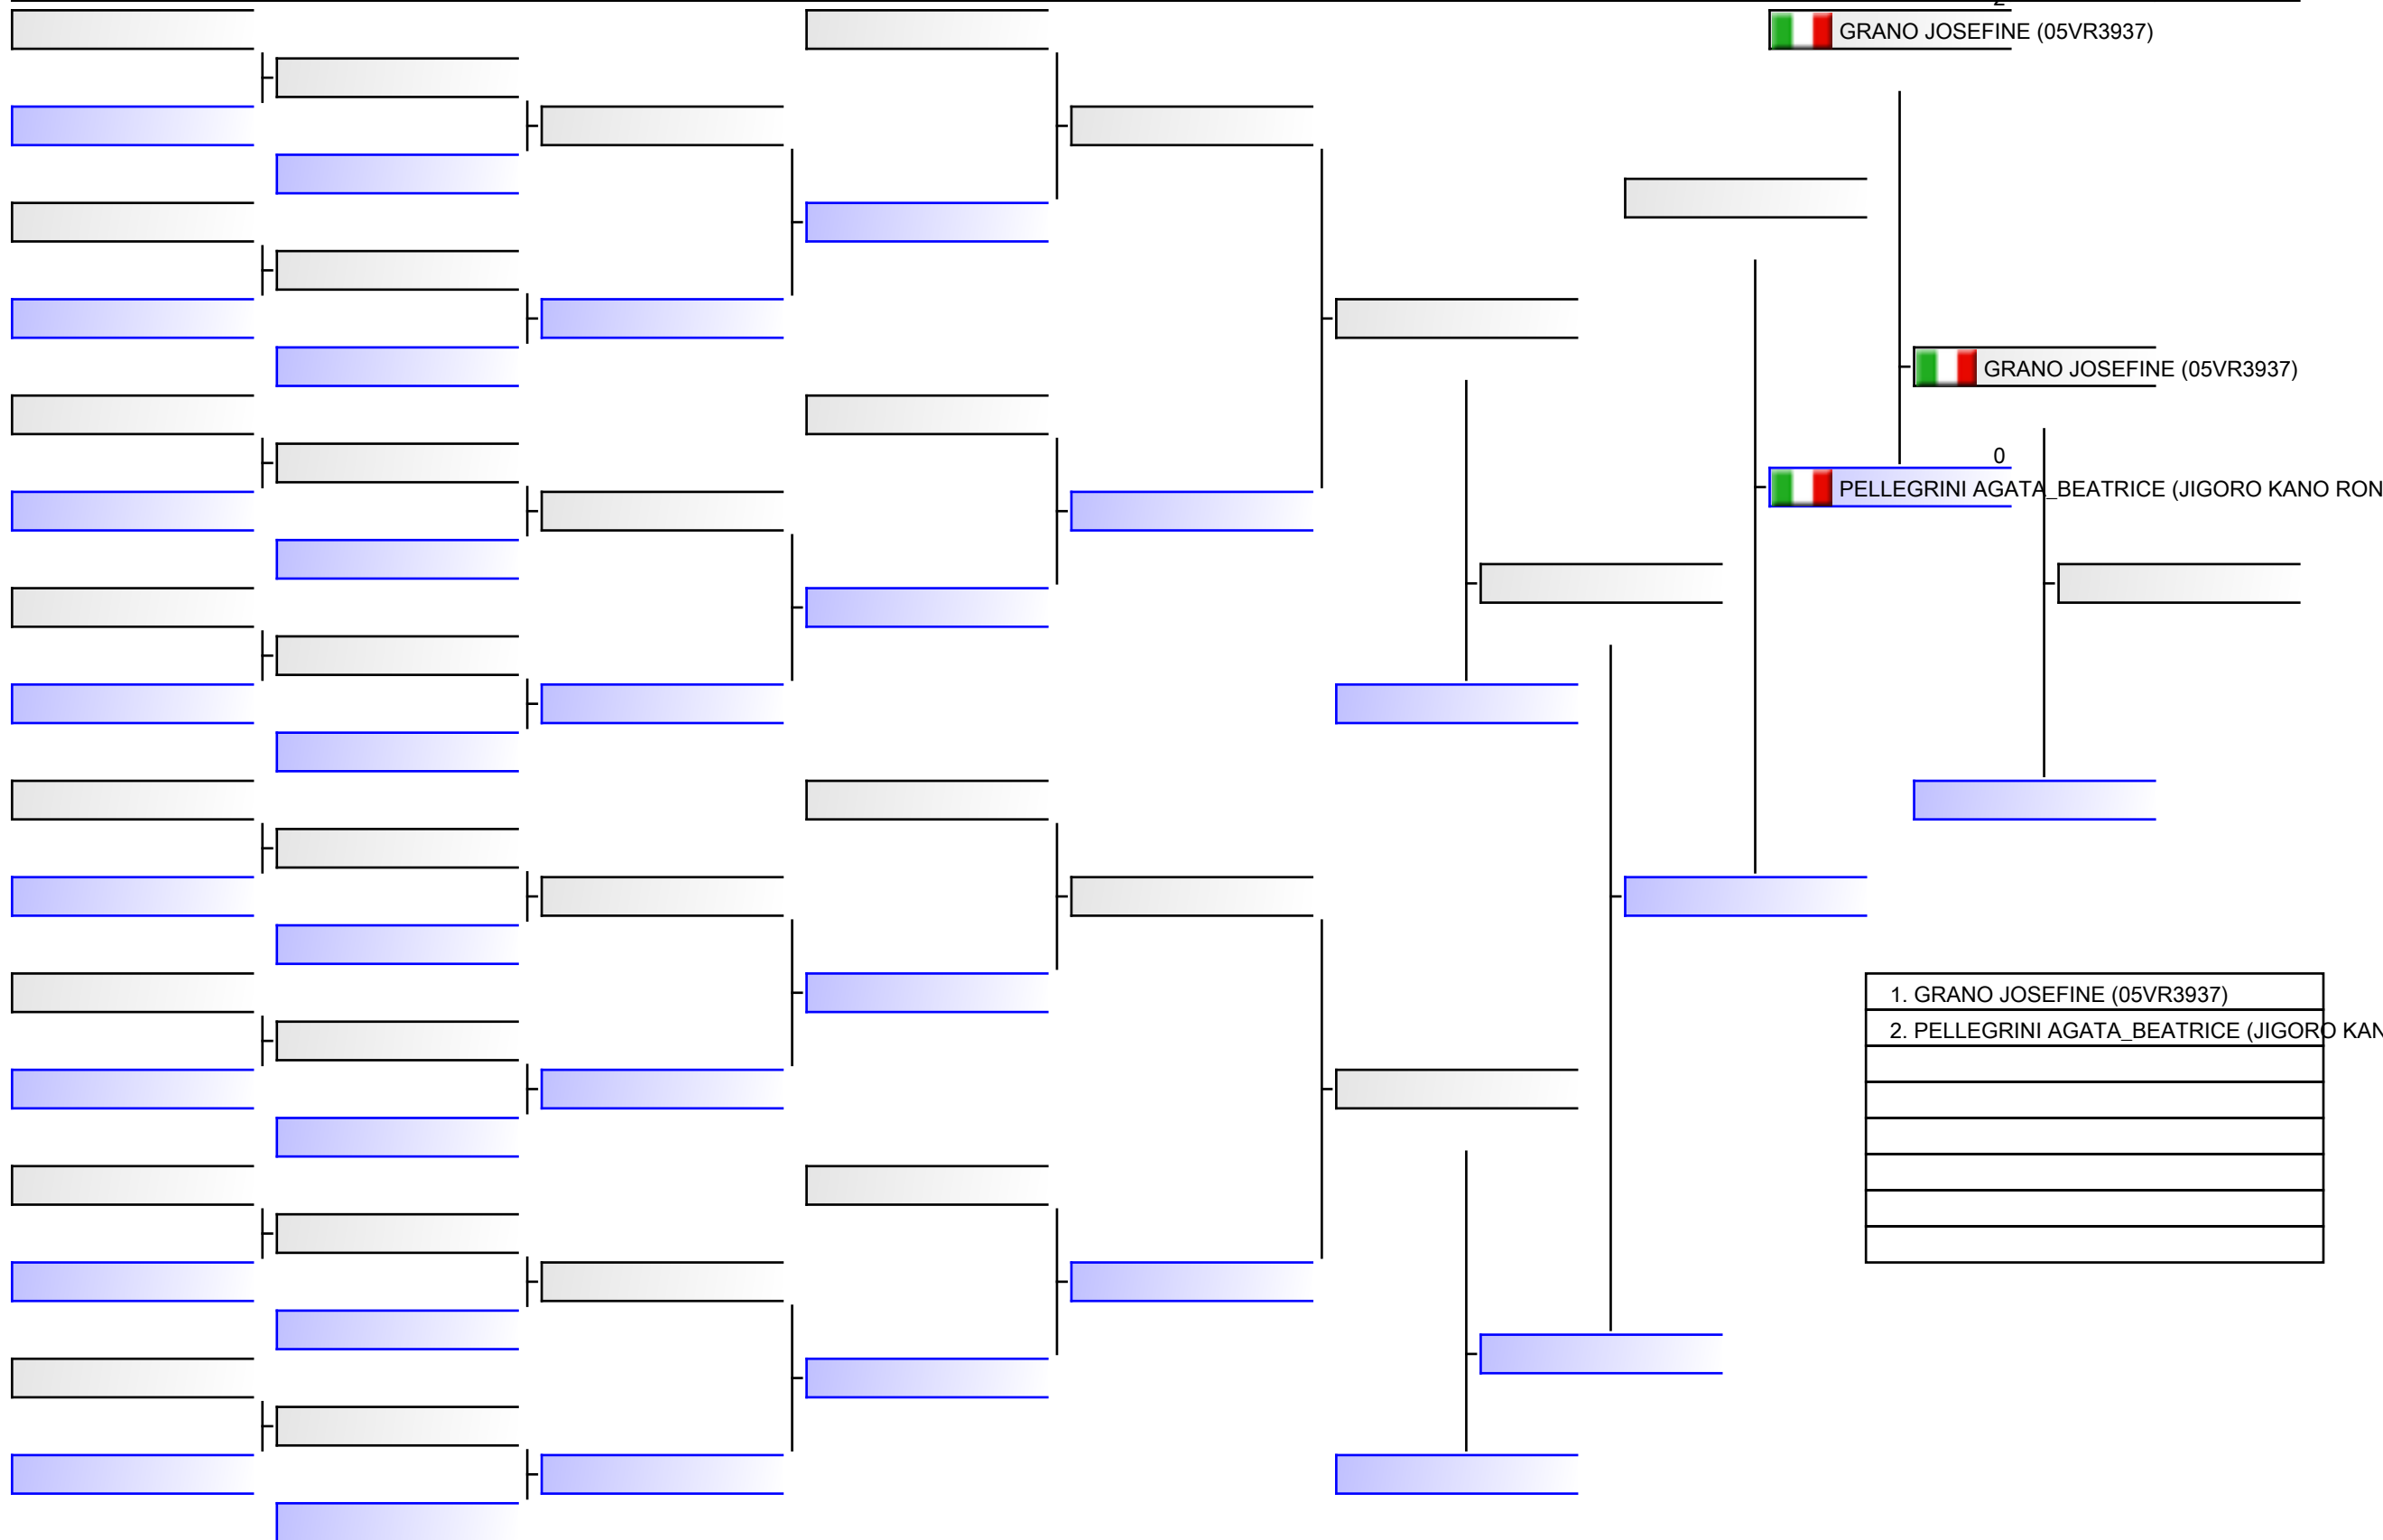 GRANO JOSEFINE (05VR3937)
GRANO JOSEFINE (05VR3937)
0
PELLEGRINI AGATA_BEATRICE (JIGORO KANO RON
1. GRANO JOSEFINE (05VR3937)
2. PELLEGRINI AGATA_BEATRICE (JIGORO KAN